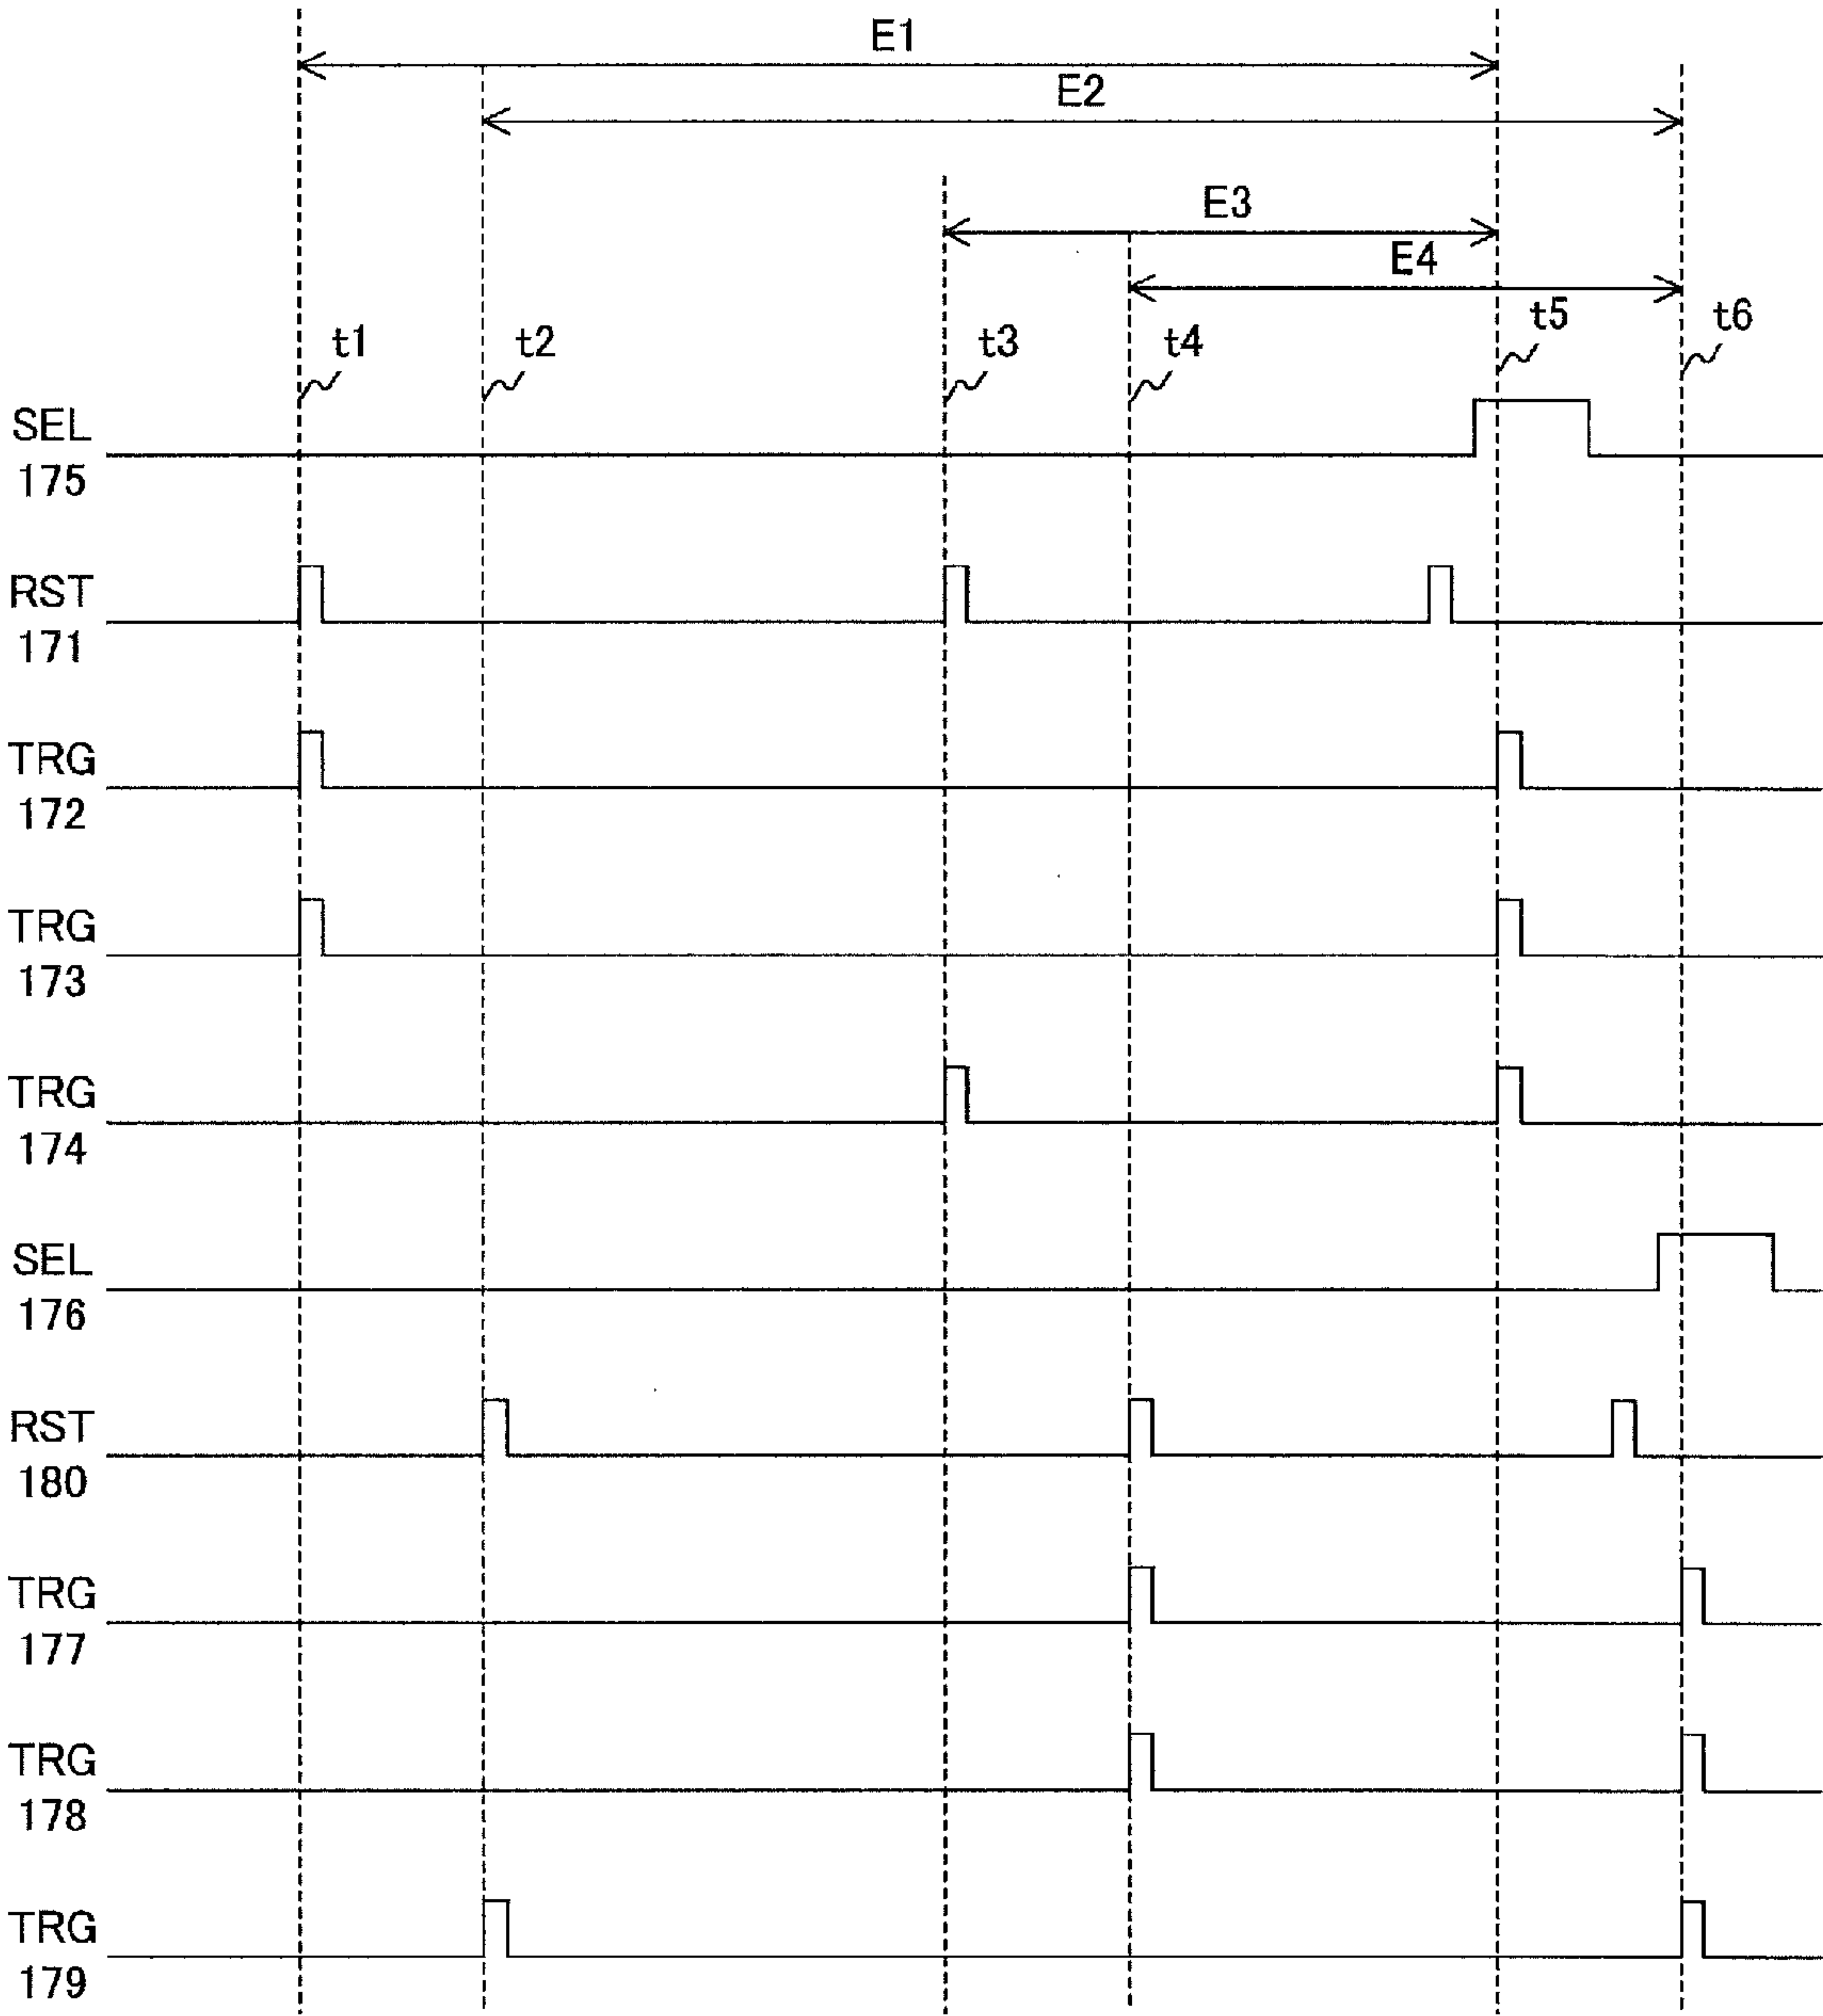 E1
E2
E3
E4
t1 t2 t3 t4 t5 t6
SEL
175
RST
171
TRG
172
TRG
173
TRG
174
SEL
176
RST
180
TRG
177
TRG
178
TRG
179